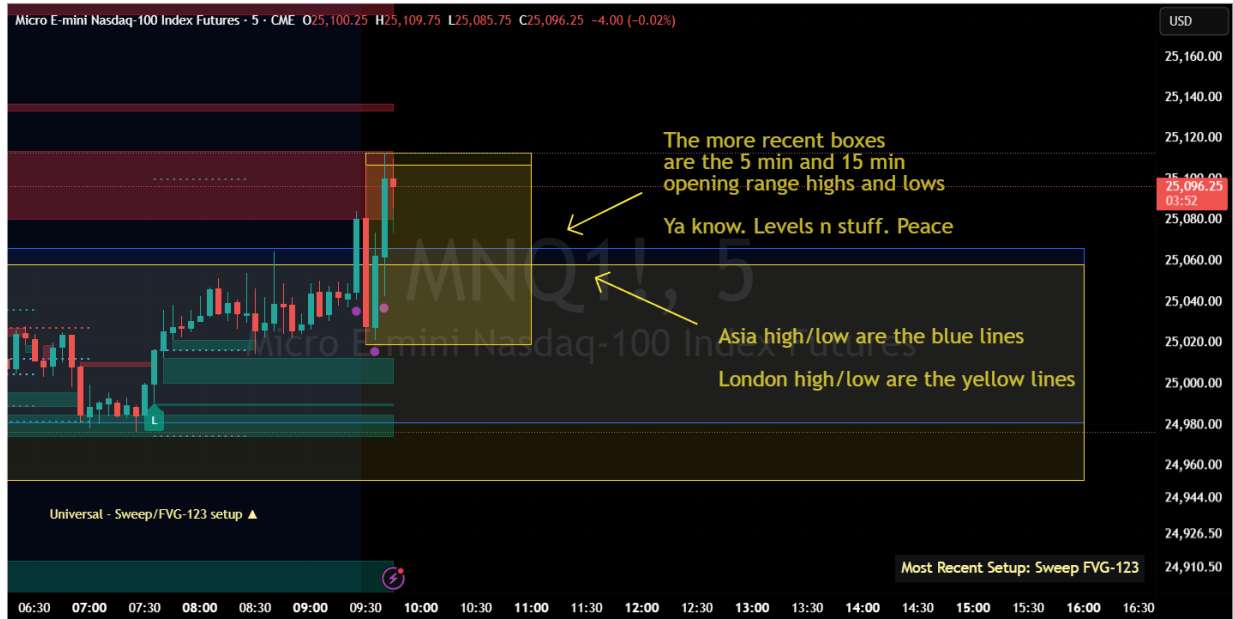 Micro E-mini Nasdaq-100 Index Futures · 5 · CME O25,100.25 H25,109.75 L25,085.75 C25,096.25 −4.00 (−0.02%)
USD
25,160.00
25,140.00
25,120.00
The more recent boxes
are the 5 min and 15 min
opening range highs and lows
25,100.00
25,096.25
03:52
Ya know. Levels n stuff. Peace
25,080.00
25,060.00
MNQ1!, 5
25,040.00
Asia high/low are the blue lines
Micro E-mini Nasdaq-100 Index Futures
25,020.00
London high/low are the yellow lines
25,000.00
L
24,980.00
24,960.00
24,944.00
Universal - Sweep/FVG-123 setup ▲
24,926.50
Most Recent Setup: Sweep FVG-123
24,910.50
06:30 07:00 07:30 08:00 08:30 09:00 09:30 10:00 10:30 11:00 11:30 12:00 12:30 13:00 13:30 14:00 14:30 15:00 15:30 16:00 16:30